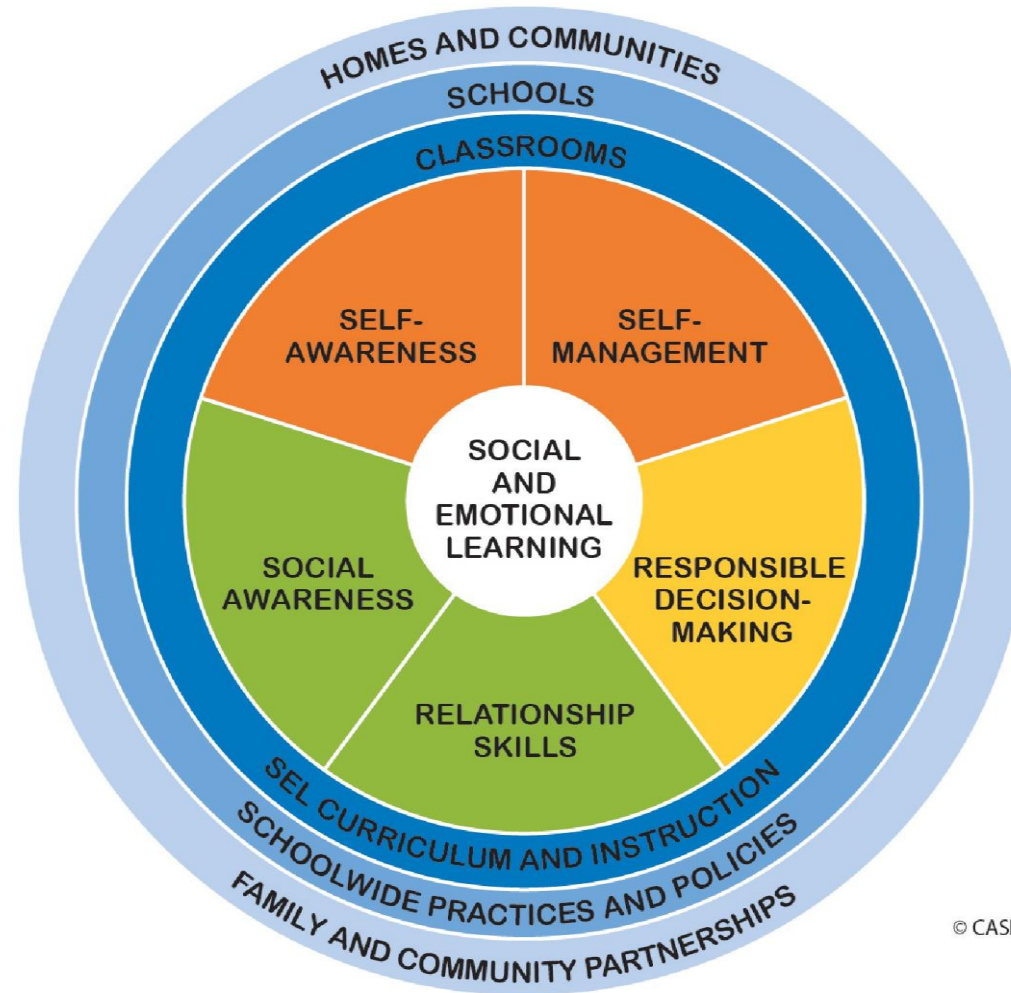 HOMES AND COMMUNITIES
SCHOOLS
CLASSROOMS
SELF-
AWARENESS
SELF-
MANAGEMENT
SOCIAL
AND
EMOTIONAL
LEARNING
SOCIAL
AWARENESS
RESPONSIBLE
DECISION-
MAKING
RELATIONSHIP
SKILLS
SEL CURRICULUM AND INSTRUCTION
SCHOOLWIDE PRACTICES AND POLICIES
FAMILY AND COMMUNITY PARTNERSHIPS
©